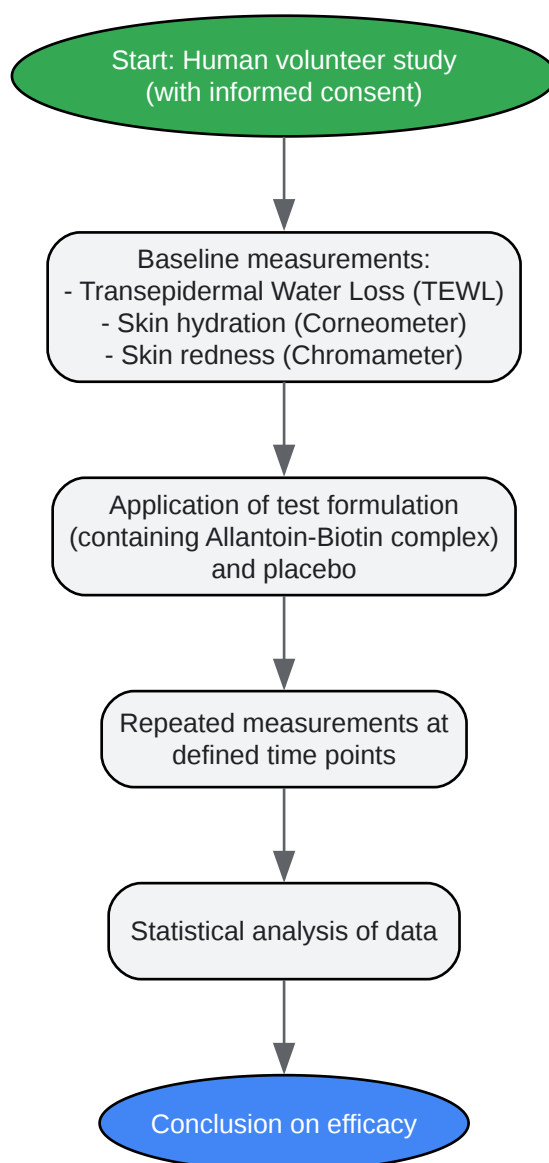 Start: Human volunteer study
(with informed consent)
Baseline measurements:
- Transepidermal Water Loss (TEWL)
- Skin hydration (Corneometer)
- Skin redness (Chromameter)
Application of test formulation
(containing Allantoin-Biotin complex)
and placebo
Repeated measurements at
defined time points
Statistical analysis of data
Conclusion on efficacy